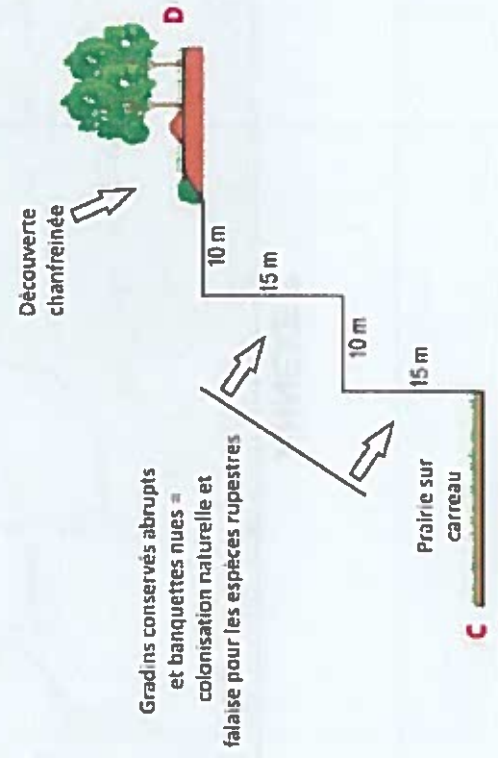 Découverte
chanfreinée
D
10 m
15 m
10 m
15 m
Gradins conservés abrupts
et banquettes nues =
colonisation naturelle et
falaise pour les espèces rupestres
Prairie sur
carreau
C